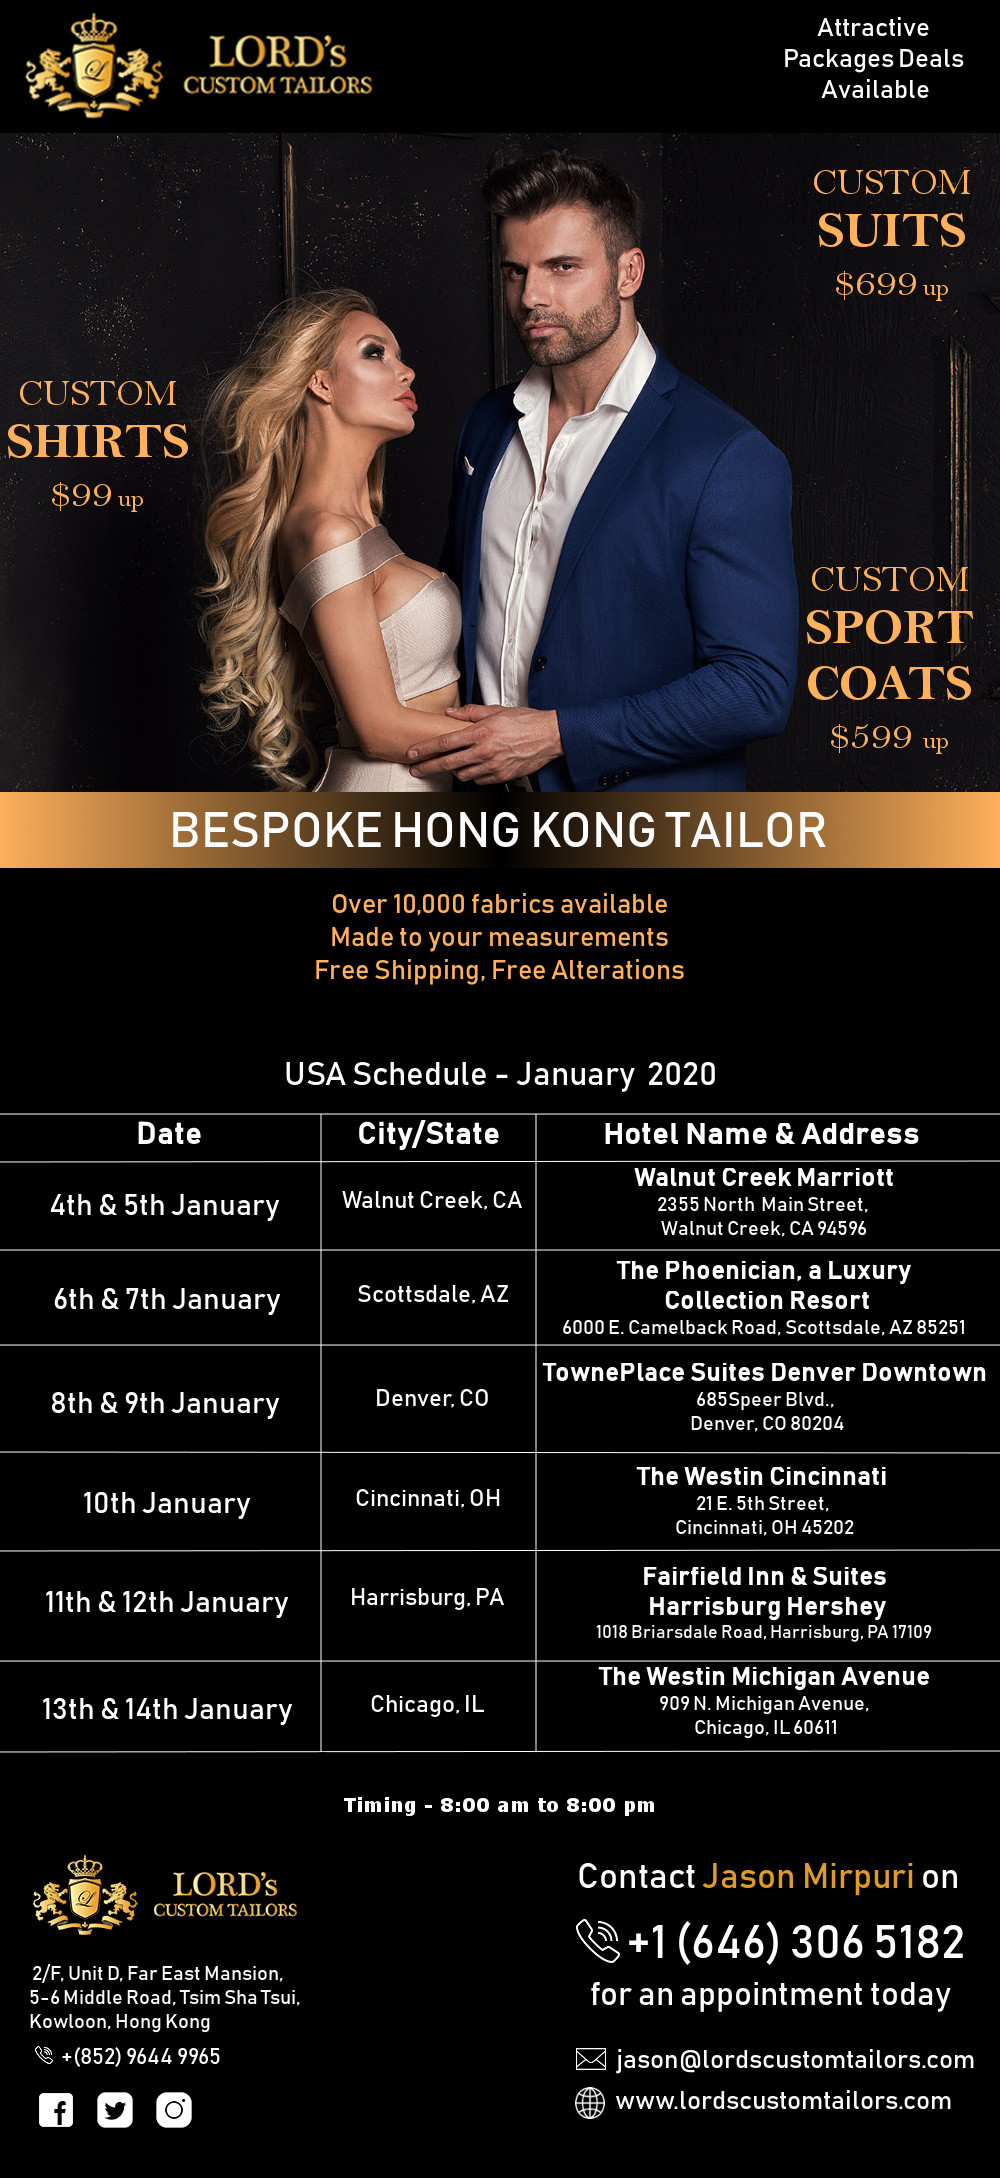 LORD's
CUSTOM TAILORS
Attractive
Packages Deals
Available
CUSTOM
SUITS
$699 up
CUSTOM
SHIRTS
$99 up
CUSTOM
SPORT
COATS
$599 up
BESPOKE HONG KONG TAILOR
Over 10,000 fabrics available
Made to your measurements
Free Shipping, Free Alterations
USA Schedule - January 2020
Date City/State Hotel Name & Address
4th & 5th January Walnut Creek, CA Walnut Creek Marriott
2355 North Main Street,
Walnut Creek, CA 94596
6th & 7th January Scottsdale, AZ The Phoenician, a Luxury
Collection Resort
6000 E. Camelback Road, Scottsdale, AZ 85251
8th & 9th January Denver, CO TownePlace Suites Denver Downtown
685Speer Blvd.,
Denver, CO 80204
10th January Cincinnati, OH The Westin Cincinnati
21 E. 5th Street,
Cincinnati, OH 45202
11th & 12th January Harrisburg, PA Fairfield Inn & Suites
Harrisburg Hershey
1018 Briarsdale Road, Harrisburg, PA 17109
13th & 14th January Chicago, IL The Westin Michigan Avenue
909 N. Michigan Avenue,
Chicago, IL 60611
Timing - 8:00 am to 8:00 pm
L
LORD's
CUSTOM TAILORS
2/F, Unit D, Far East Mansion,
5-6 Middle Road, Tsim Sha Tsui,
Kowloon, Hong Kong
+(852) 9644 9965
Contact Jason Mirpuri on
+1 (646) 306 5182
for an appointment today
jason@lordscustomtailors.com
www.lordscustomtailors.com